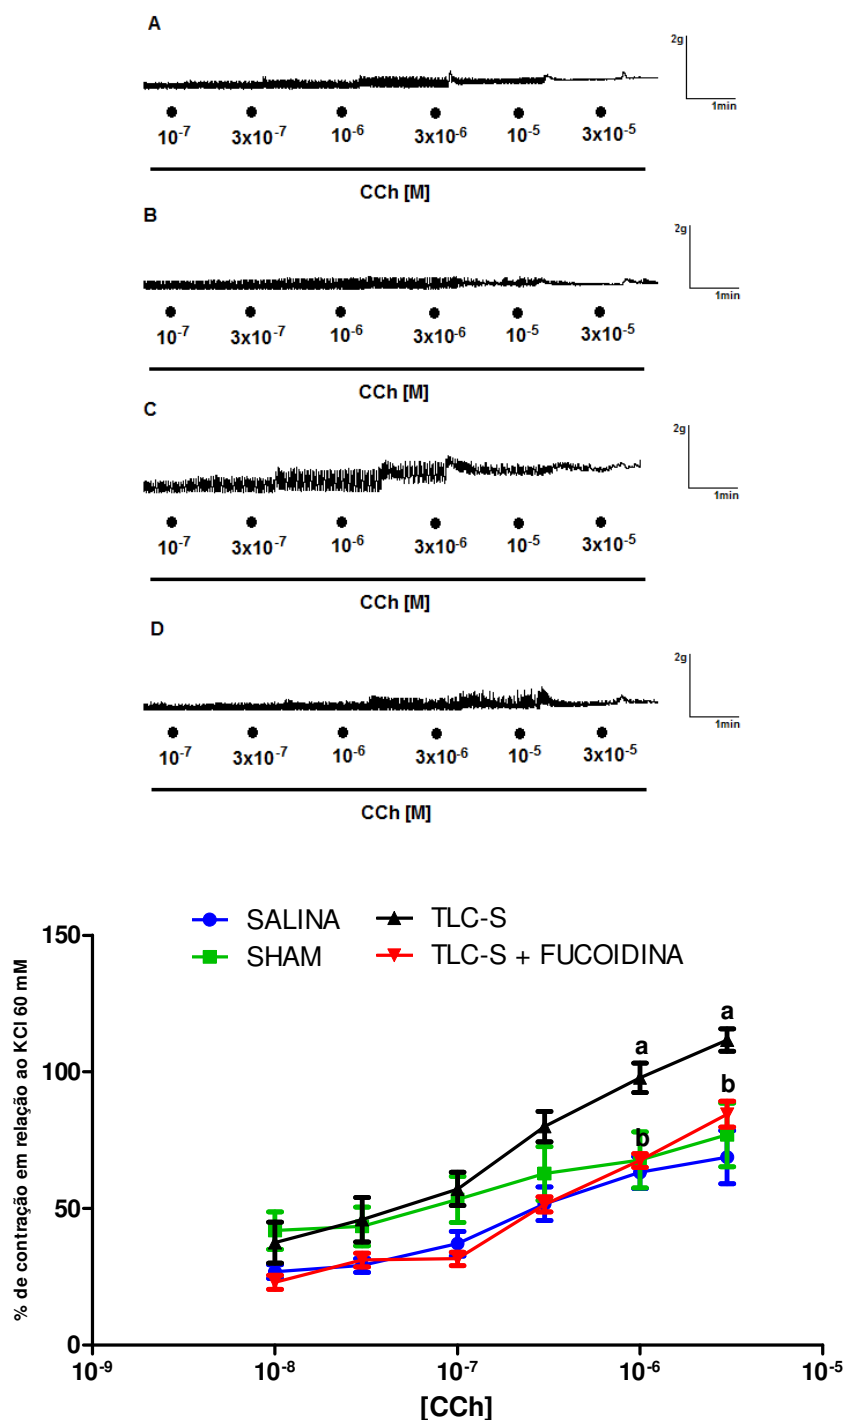 A
2g
1min
10⁻⁷ 3x10⁻⁷ 10⁻⁶ 3x10⁻⁶ 10⁻⁵ 3x10⁻⁵
CCh [M]
B
2g
1min
10⁻⁷ 3x10⁻⁷ 10⁻⁶ 3x10⁻⁶ 10⁻⁵ 3x10⁻⁵
CCh [M]
C
2g
1min
10⁻⁷ 3x10⁻⁷ 10⁻⁶ 3x10⁻⁶ 10⁻⁵ 3x10⁻⁵
CCh [M]
D
2g
1min
10⁻⁷ 3x10⁻⁷ 10⁻⁶ 3x10⁻⁶ 10⁻⁵ 3x10⁻⁵
CCh [M]
SALINA TLC-S
SHAM TLC-S + FUCOIDINA
% de contração em relação ao KCl 60 mM
150
100
50
0
a
a
b
b
10⁻⁹ 10⁻⁸ 10⁻⁷ 10⁻⁶ 10⁻⁵
[CCh]